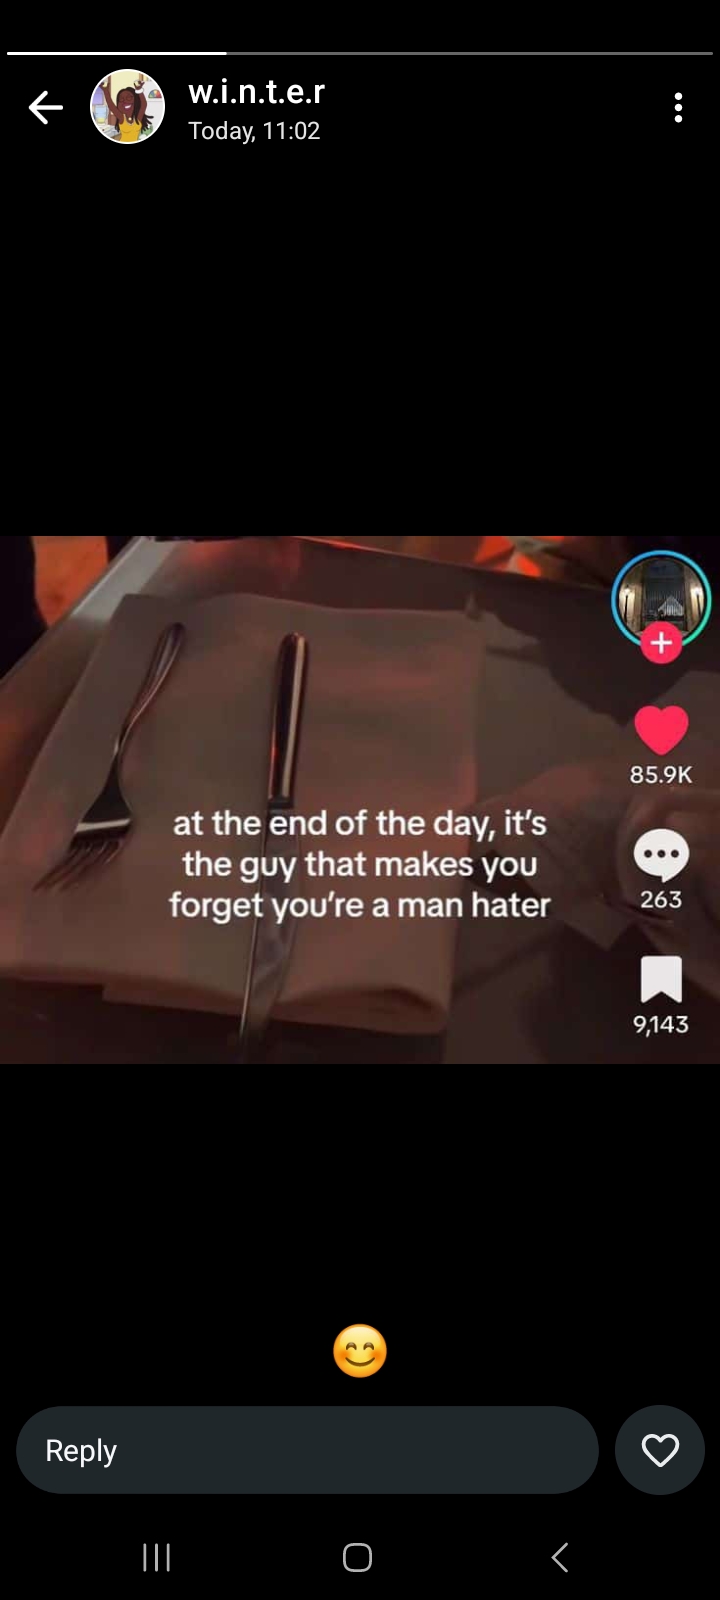 w.i.n.t.e.r
Today, 11:02
85.9K
at the end of the day, it's
the guy that makes you
forget you're a man hater
263
9,143
Reply